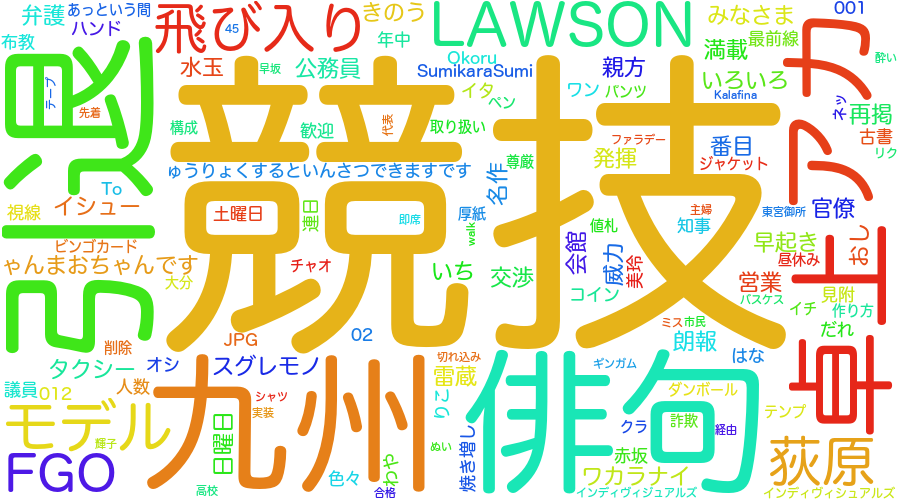 弁護
あっという間
飛び入り
きのう
LAWSON
みなさま
001
布教
ハンド
45
年中
最前線
アカ
水玉
早坂
公務員
Okoru
満載
酔い
引退
テープ
先着
SumikaraSumi
親方
いろいろ
競技
イタ
ワン
パンツ
Kalafina
ネッ
再掲
構成
歓迎
代表
取り扱い
ペン
ファラデー
番目
古書
ゅうりょくするといんさつできますです
尊厳
発揮
ジャケット
リク
To
名作
視線
イシュー
土曜日
連日
即席
厚紙
値札
主婦
知事
東宮御所
官僚
walk
ビンゴカード
会館
早起き
おし
ゃんまおちゃんです
チャオ
威力
美玲
昼休み
卓上
大分
いち
交渉
営業
コイン
バスケス
見附
イチ
作り方
JPG
02
ミス
市民
だれ
削除
朗報
タクシー
オシ
スグレモノ
切れ込み
ギンガム
はな
議員
012
人数
九州
シャツ
雷蔵
俳句
ダンボール
モデル
実装
りこ
テンプ
輝子
日曜日
詐欺
クラ
経由
荻原
FGO
ぬい
焼き増し
赤坂
色々
わや
ワカラナイ
高校
合格
インディヴィジュアルズ
インディヴィジュアルズ